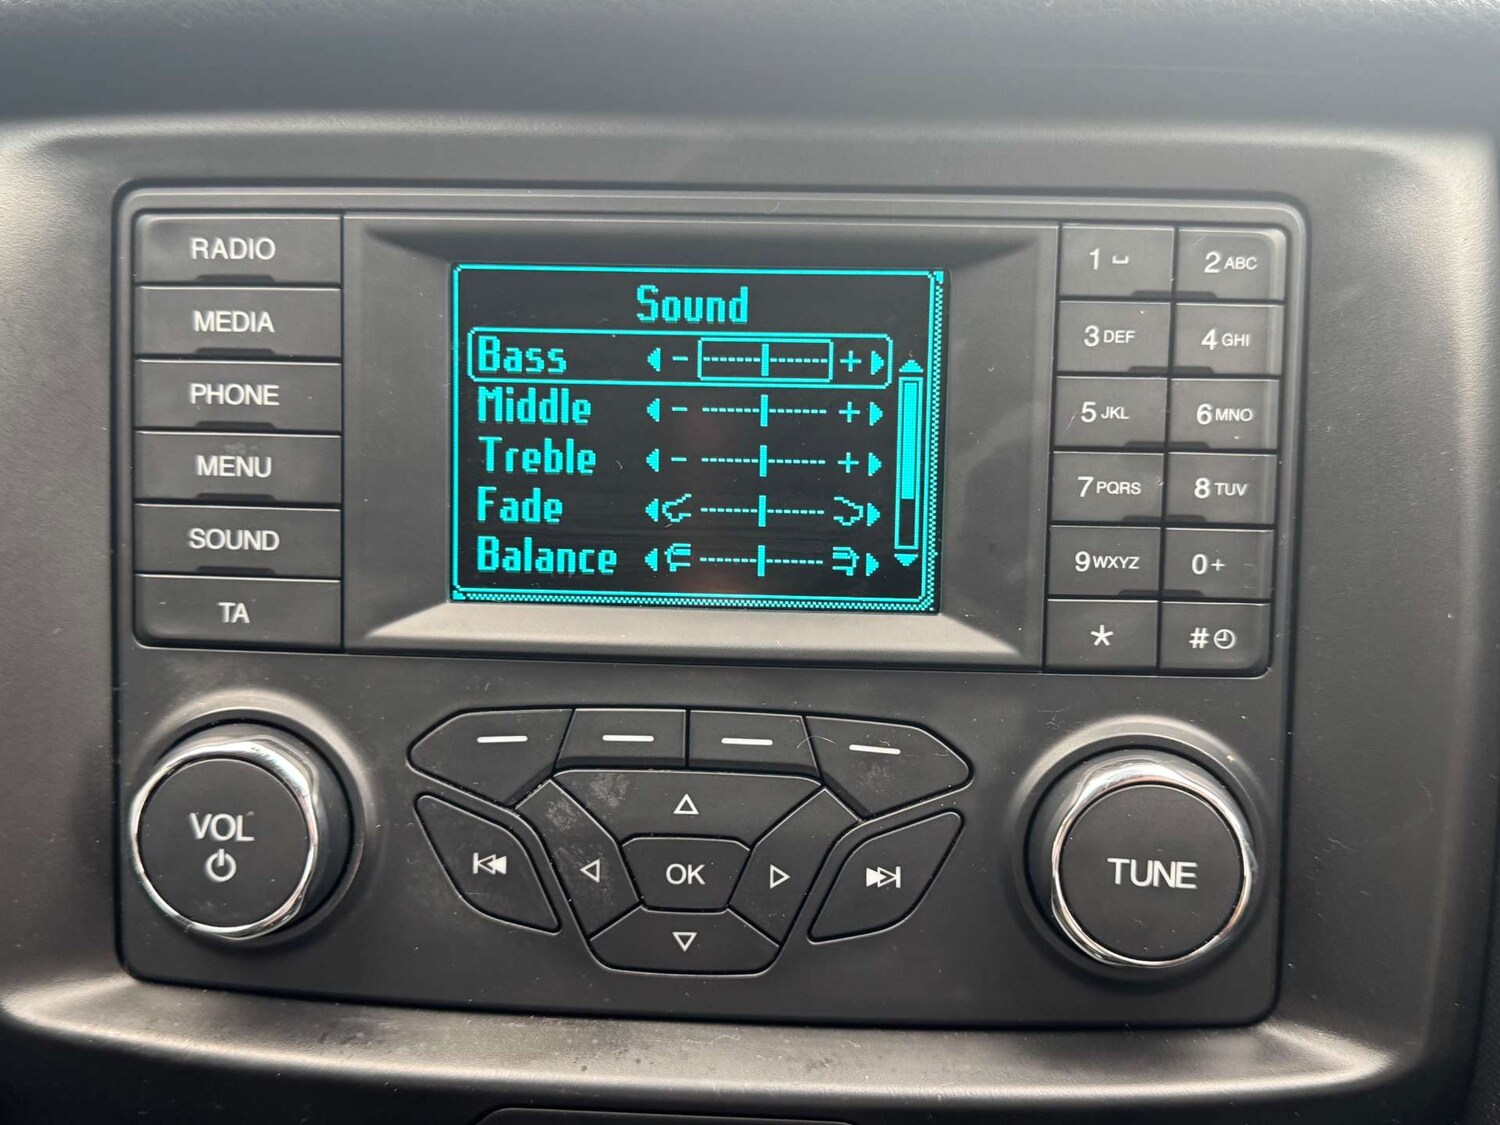 RADIO
MEDIA
PHONE
MENU
SOUND
TA
Sound
Bass - +
Middle - +
Treble - +
Fade
Balance
1 ⎵
2 ABC
3 DEF
4 GHI
5 JKL
6 MNO
7 PQRS
8 TUV
9 WXYZ
0 +
*
#
VOL
OK
TUNE